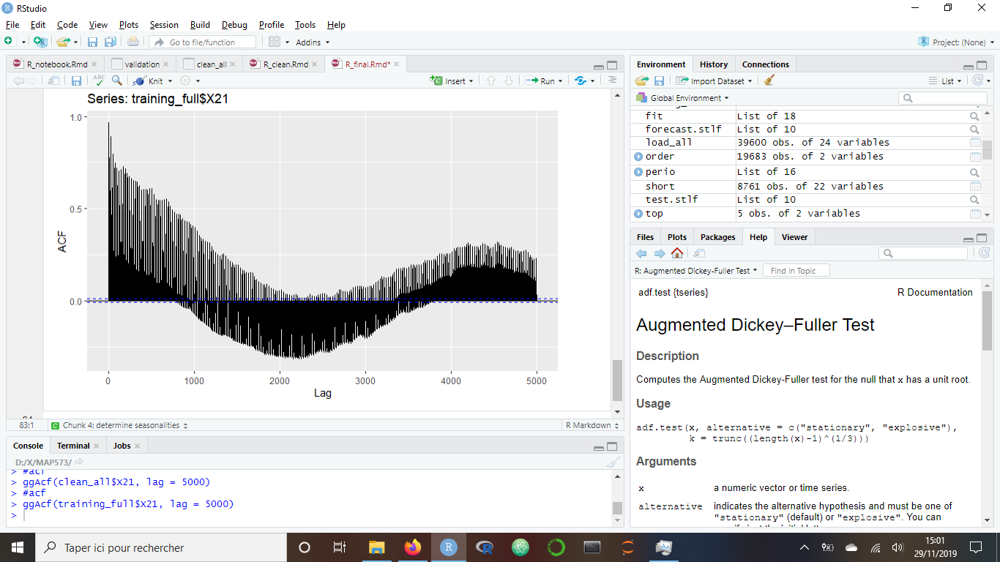 RStudio
File Edit Code View Plots Session Build Debug Profile Tools Help
Go to file/function Addins Project: (None)
R_notebook.Rmd validation clean_all R_clean.Rmd R_final.Rmd*
ABC Knit Insert Run
Series: training_full$X21
1.0
0.5
0.0
ACF
0 1000 2000 3000 4000 5000
Lag
83:1 Chunk 4: determine seasonalities R Markdown
Console Terminal Jobs
D:/X/MAP573/
> #acf
> ggAcf(clean_all$X21, lag = 5000)
> #acf
> ggAcf(training_full$X21, lag = 5000)
>
Environment History Connections
Import Dataset List
Global Environment
fit List of 18
forecast.stlf List of 10
load_all 39600 obs. of 24 variables
order 19683 obs. of 2 variables
perio List of 16
short 8761 obs. of 22 variables
test.stlf List of 10
top 5 obs. of 2 variables
Files Plots Packages Help Viewer
R: Augmented Dickey-Fuller Test Find in Topic
adf.test {tseries} R Documentation
Augmented Dickey–Fuller Test
Description
Computes the Augmented Dickey-Fuller test for the null that x has a unit root.
Usage
adf.test(x, alternative = c("stationary", "explosive"),
k = trunc((length(x)-1)^(1/3)))
Arguments
x a numeric vector or time series.
alternative indicates the alternative hypothesis and must be one of
"stationary" (default) or "explosive". You can
Taper ici pour rechercher
15:01
29/11/2019